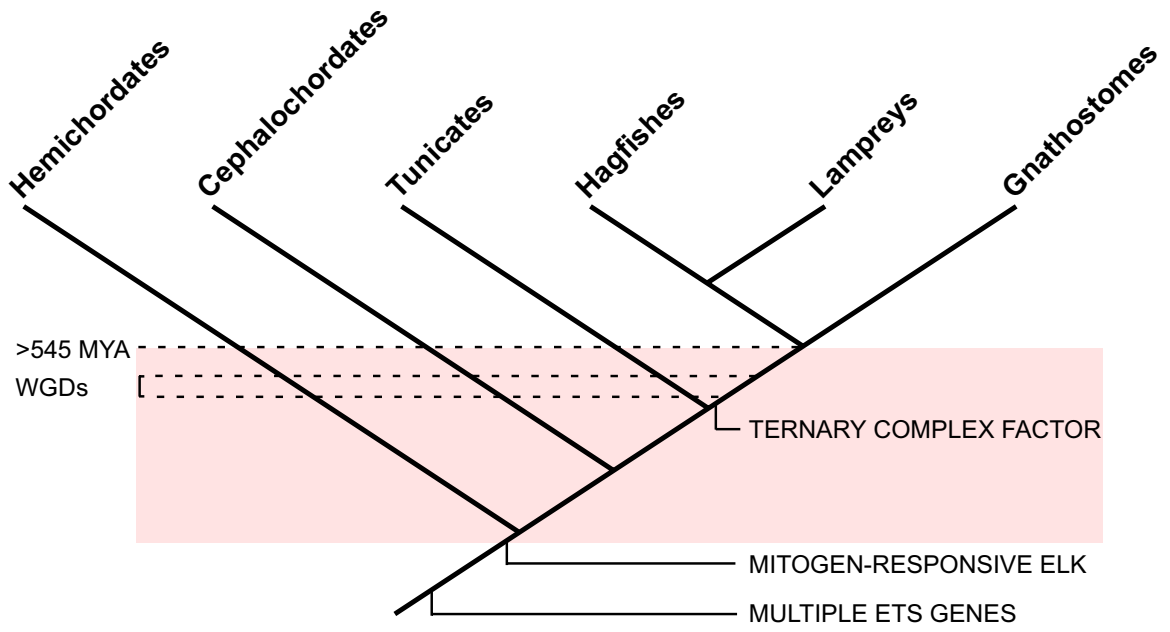 Hemichordates
Cephalochordates
Tunicates
Hagfishes
Lampreys
Gnathostomes
>545 MYA
WGDs
TERNARY COMPLEX FACTOR
MITOGEN-RESPONSIVE ELK
MULTIPLE ETS GENES